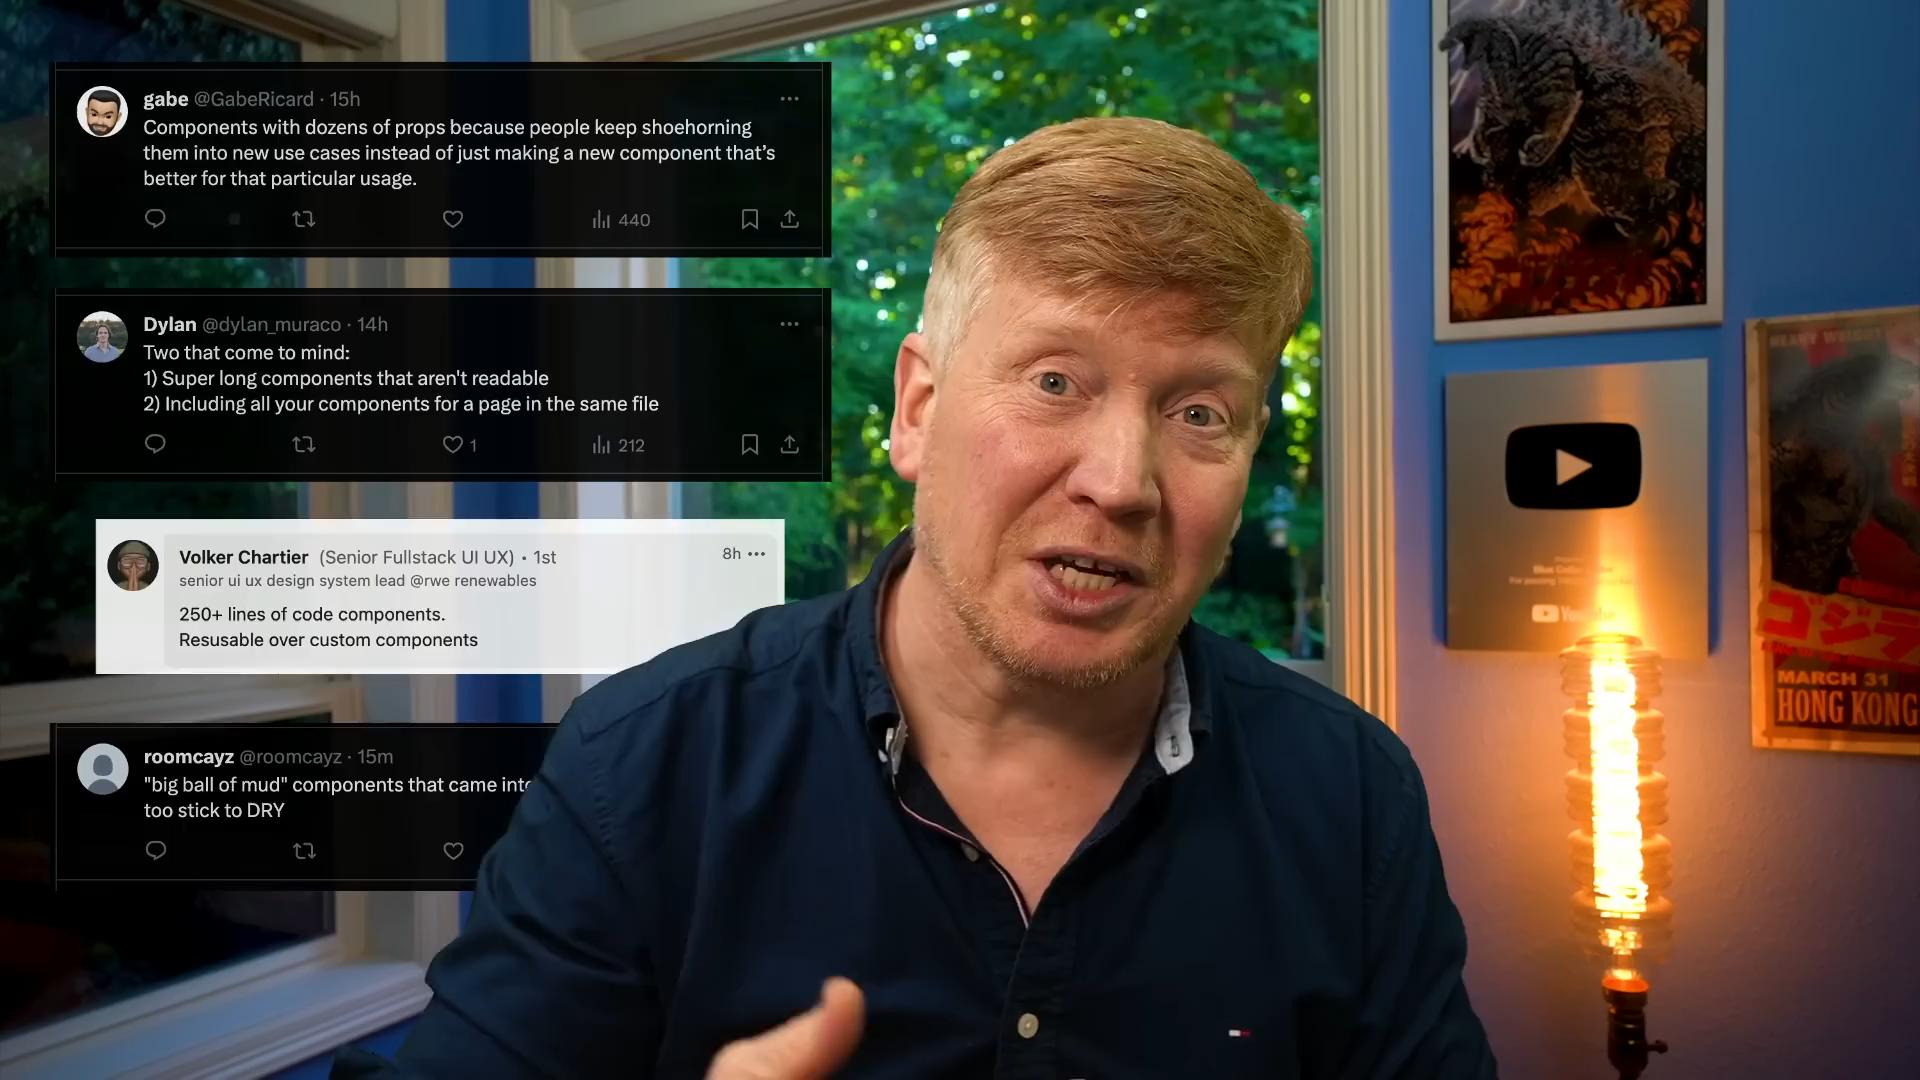 gabe @GabeRicard · 15h
Components with dozens of props because people keep shoehorning
them into new use cases instead of just making a new component that's
better for that particular usage.
440
Dylan @dylan_muraco · 14h
Two that come to mind:
1) Super long components that aren't readable
2) Including all your components for a page in the same file
1 212
Volker Chartier (Senior Fullstack UI UX) · 1st 8h
senior ui ux design system lead @rwe renewables
250+ lines of code components.
Resusable over custom components
roomcayz @roomcayz · 15m
"big ball of mud" components that came into
too stick to DRY
HEAVY
ゴジラ
MARCH 31
HONG KONG